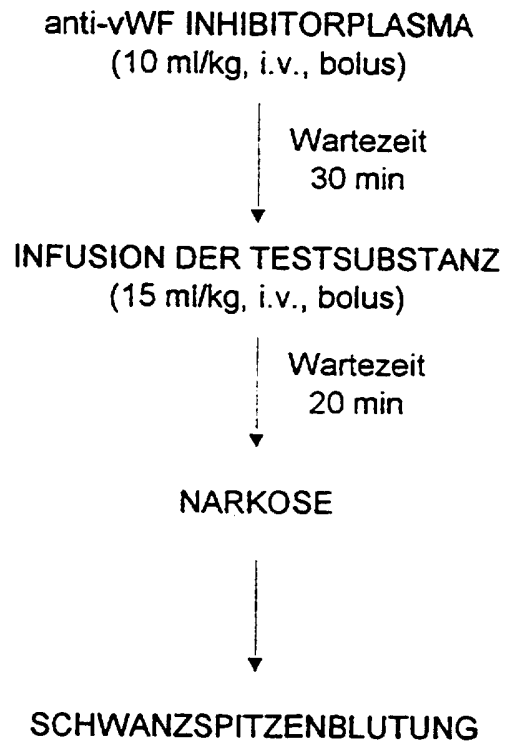 anti-vWF INHIBITORPLASMA
(10 ml/kg, i.v., bolus)
Wartezeit
30 min
INFUSION DER TESTSUBSTANZ
(15 ml/kg, i.v., bolus)
Wartezeit
20 min
NARKOSE
SCHWANZSPITZENBLUTUNG